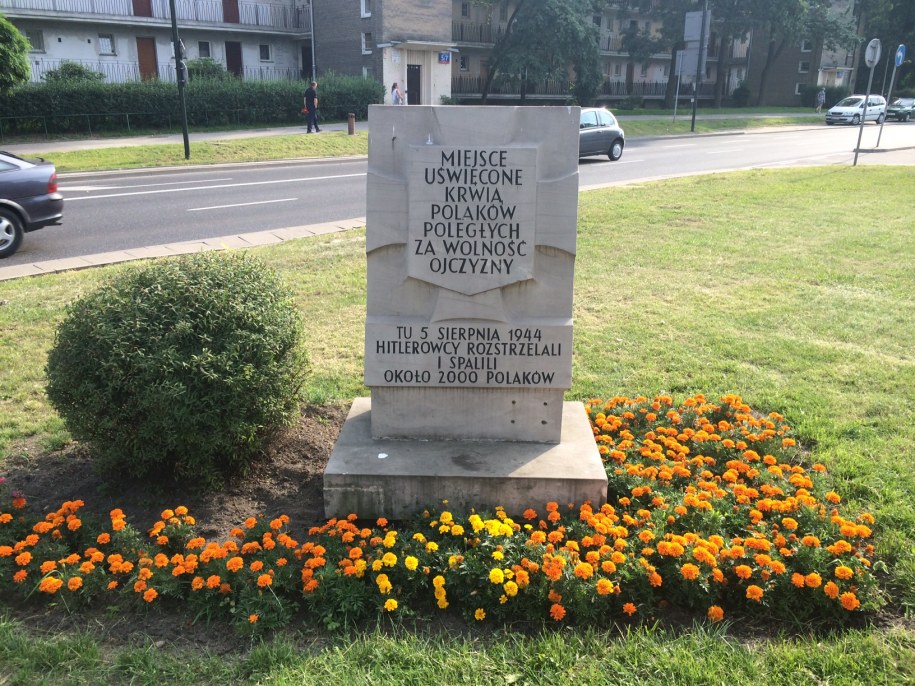 MIEJSCE
UŚWIĘCONE
KRWIĄ
POLAKÓW
POLEGŁYCH
ZA WOLNOŚĆ
OJCZYZNY
TU 5 SIERPNIA 1944
HITLEROWCY ROZSTRZELALI
I SPALILI
OKOŁO 2000 POLAKÓW